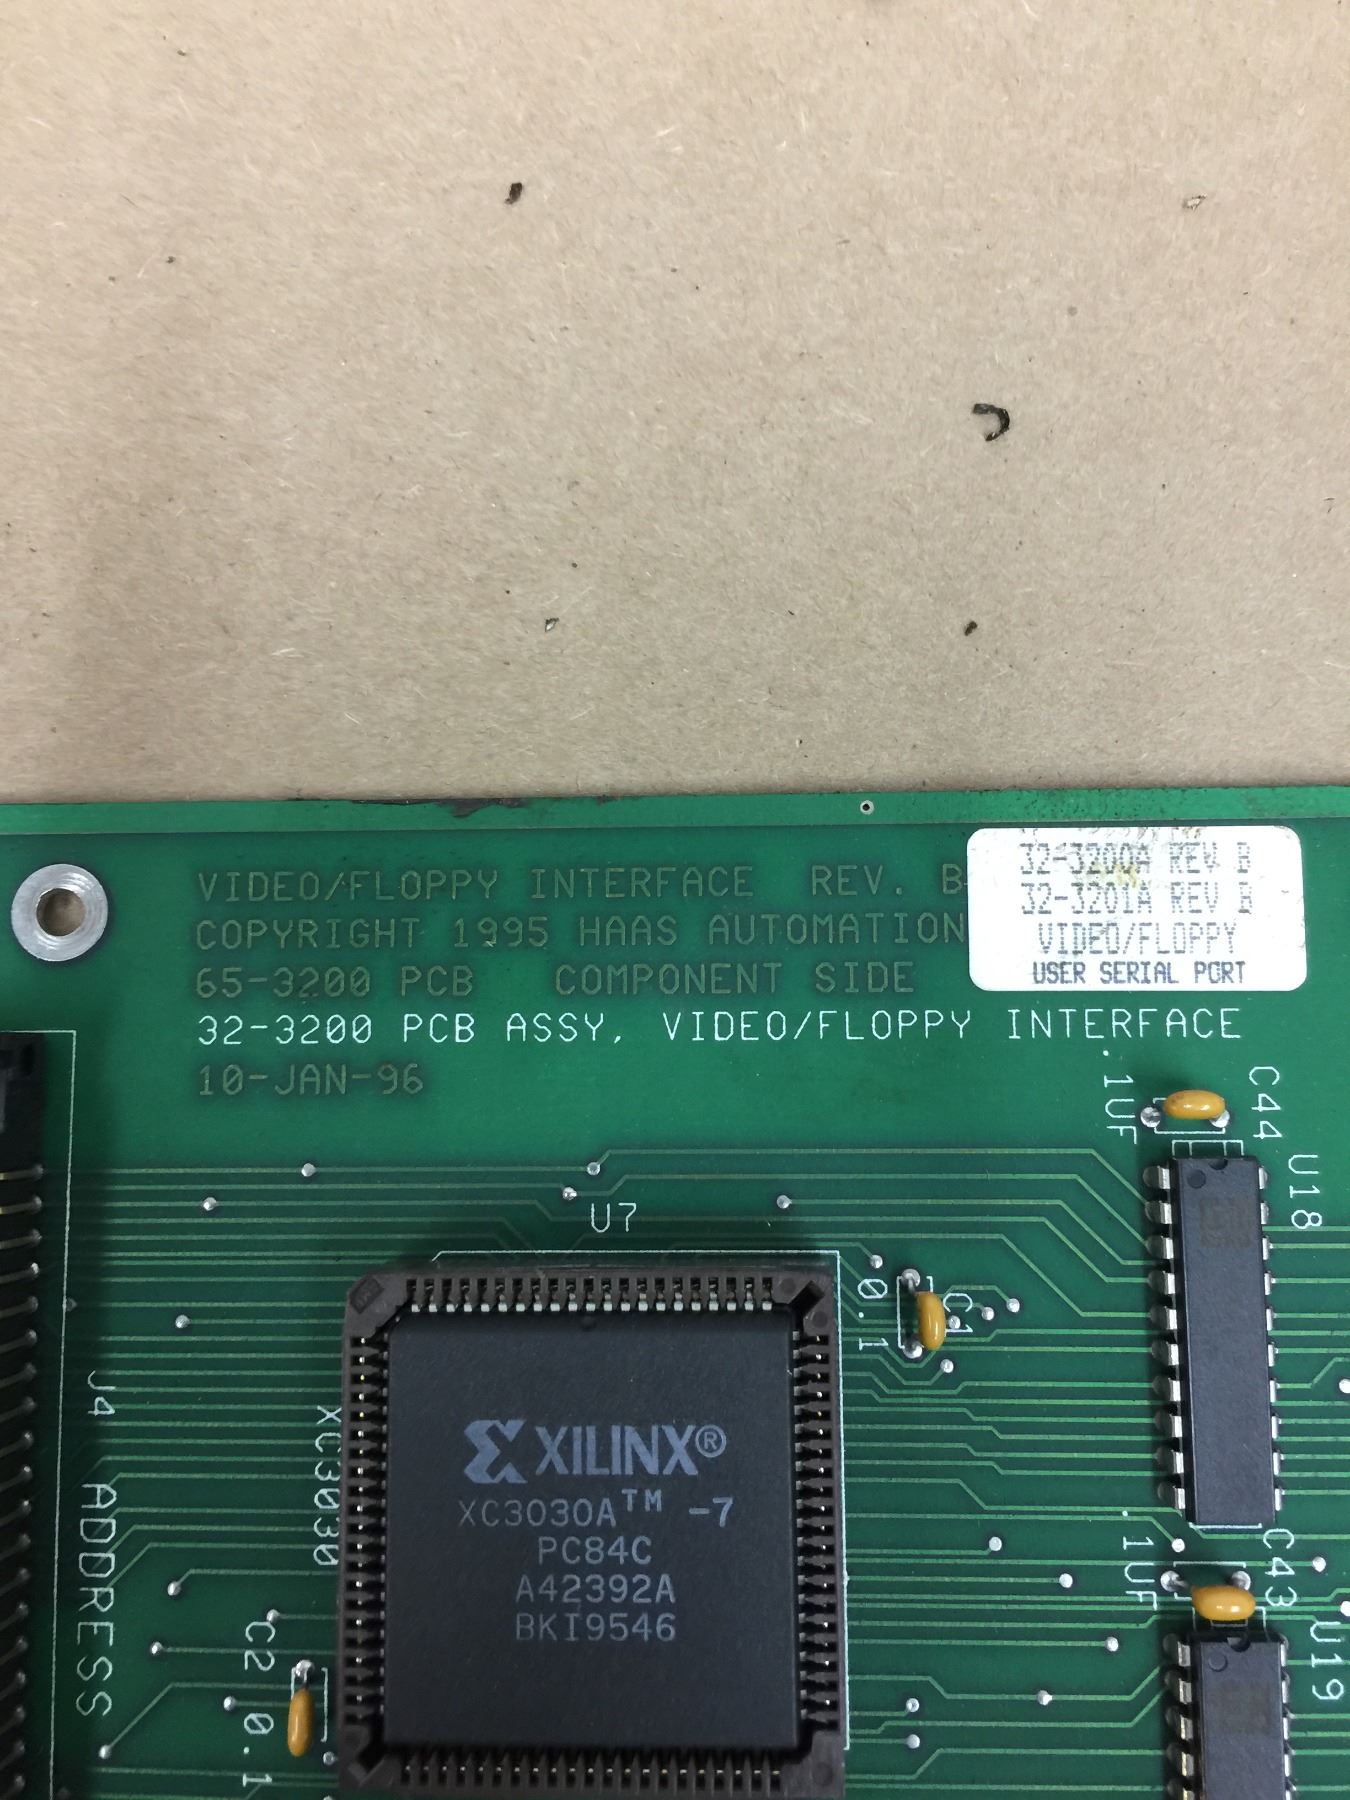 VIDEO/FLOPPY INTERFACE REV. B
COPYRIGHT 1995 HAAS AUTOMATION
65-3200 PCB COMPONENT SIDE
32-3200 PCB ASSY, VIDEO/FLOPPY INTERFACE
10-JAN-96
32-3200A REV B
32-3201A REV B
VIDEO/FLOPPY
USER SERIAL PORT
C44
.1UF
U18
U7
C1
0.1
J4 ADDRESS
XC3030
XILINX®
XC3030A™ -7
PC84C
A42392A
BKI9546
C43
.1UF
U19
C2 0.1